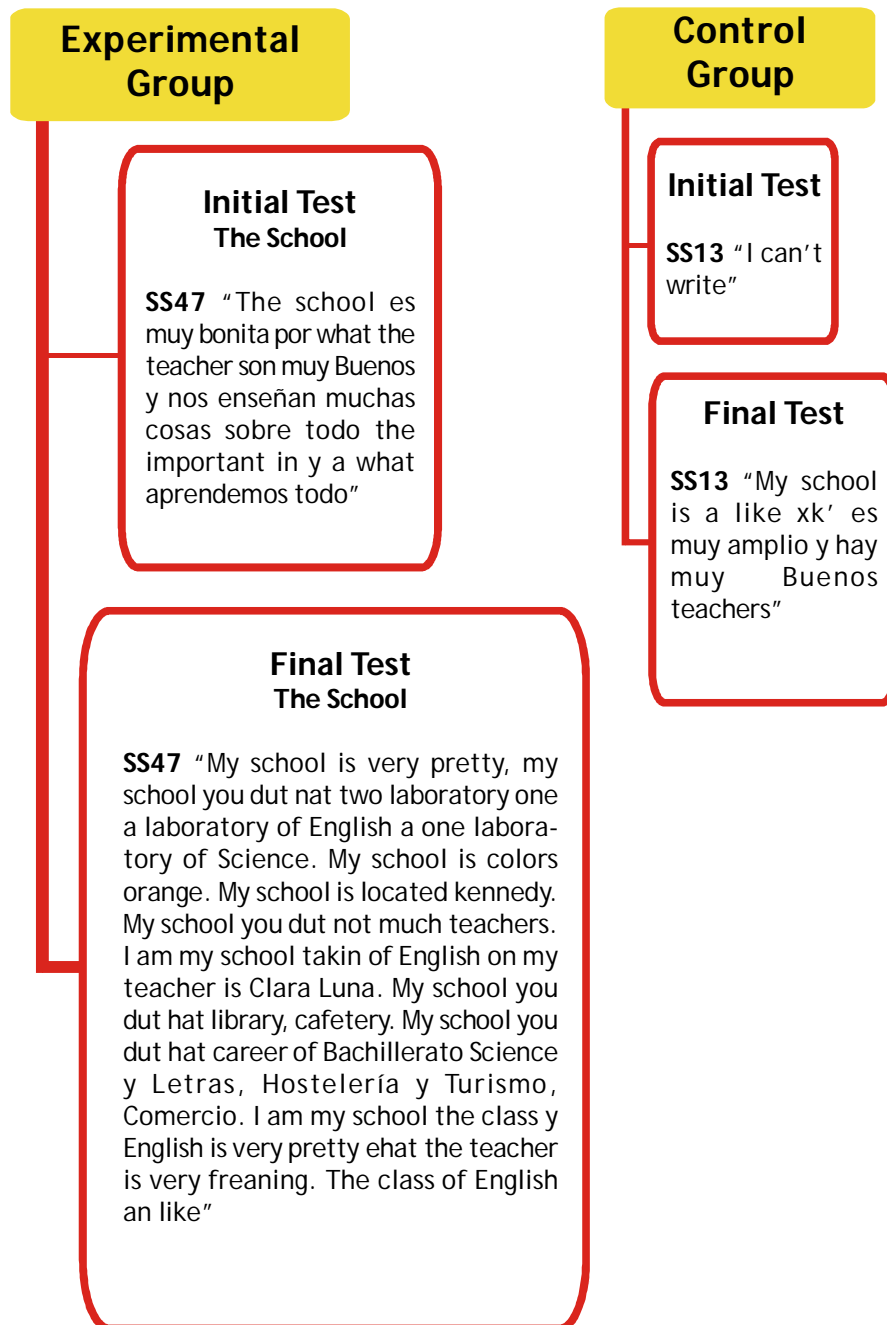 Experimental
Group
Initial Test
The School
SS47 “The school es
muy bonita por what the
teacher son muy Buenos
y nos enseñan muchas
cosas sobre todo the
important in y a what
aprendemos todo”
Final Test
The School
SS47 “My school is very pretty, my
school you dut nat two laboratory one
a laboratory of English a one labora-
tory of Science. My school is colors
orange. My school is located kennedy.
My school you dut not much teachers.
I am my school takin of English on my
teacher is Clara Luna. My school you
dut hat library, cafetery. My school you
dut hat career of Bachillerato Science
y Letras, Hostelería y Turismo,
Comercio. I am my school the class y
English is very pretty ehat the teacher
is very freaning. The class of English
an like”
Control
Group
Initial Test
SS13 “I can’t
write”
Final Test
SS13 “My school
is a like xk’ es
muy amplio y hay
muy Buenos
teachers”